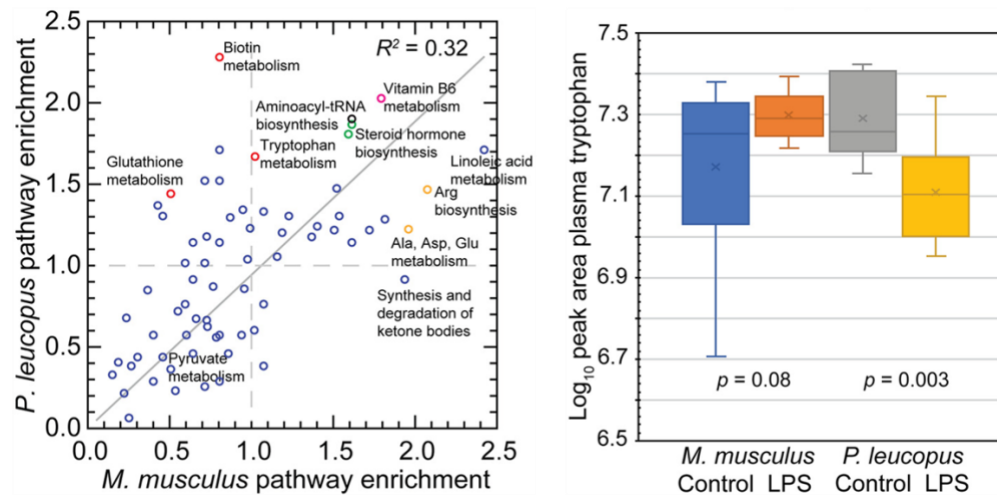 2.5
2.0
1.5
1.0
0.5
0.0
0.0
0.5
1.0
1.5
2.0
2.5
P. leucopus pathway enrichment
M. musculus pathway enrichment
R² = 0.32
Biotin
metabolism
Vitamin B6
metabolism
Aminoacyl-tRNA
biosynthesis
Steroid hormone
biosynthesis
Tryptophan
metabolism
Glutathione
metabolism
Linoleic acid
metabolism
Arg
biosynthesis
Ala, Asp, Glu
metabolism
Synthesis and
degradation of
ketone bodies
Pyruvate
metabolism
7.5
7.3
7.1
6.9
6.7
6.5
Log₁₀ peak area plasma tryptophan
p = 0.08
p = 0.003
M. musculus
P. leucopus
Control LPS
Control LPS